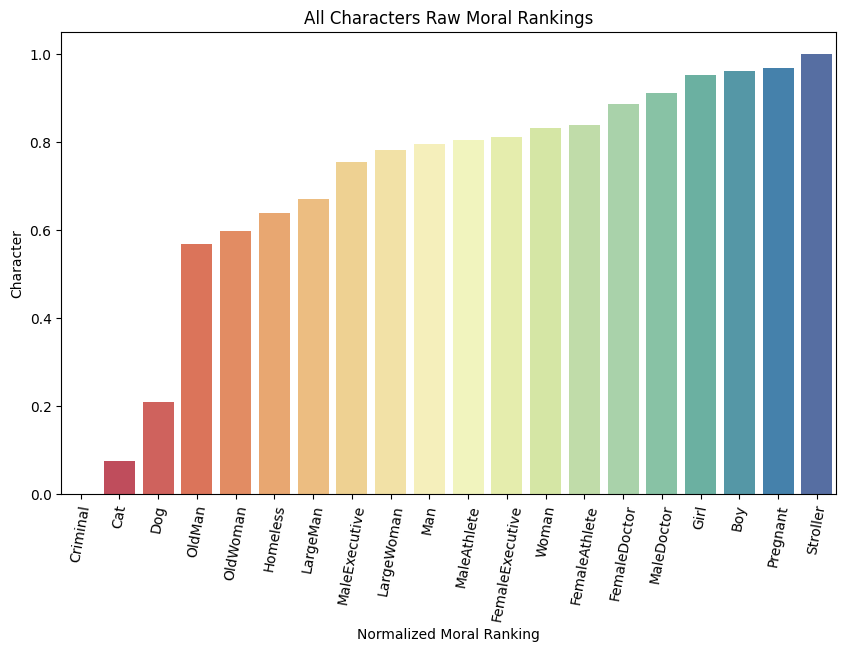 All Characters Raw Moral Rankings
Character
1.0
0.8
0.6
0.4
0.2
0.0
Criminal
Cat
Dog
OldMan
OldWoman
Homeless
LargeMan
MaleExecutive
LargeWoman
Man
MaleAthlete
FemaleExecutive
Woman
FemaleAthlete
FemaleDoctor
MaleDoctor
Girl
Boy
Pregnant
Stroller
Normalized Moral Ranking